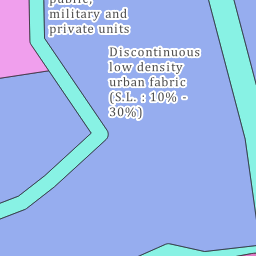 public,
military and
private units
Discontinuous
low density
urban fabric
(S.L. : 10% -
30%)